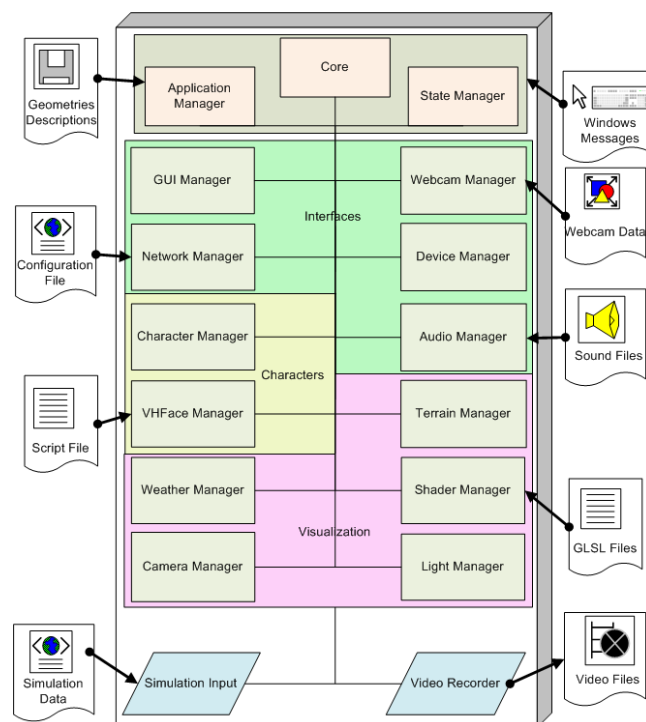 Core
Application
Manager
State Manager
Geometries
Descriptions
Windows
Messages
GUI Manager
Webcam Manager
Interfaces
Webcam Data
Network Manager
Device Manager
Configuration
File
Character Manager
Audio Manager
Sound Files
Characters
VHFace Manager
Terrain Manager
Script File
Weather Manager
Shader Manager
GLSL Files
Visualization
Camera Manager
Light Manager
Simulation
Data
Simulation Input
Video Recorder
Video Files